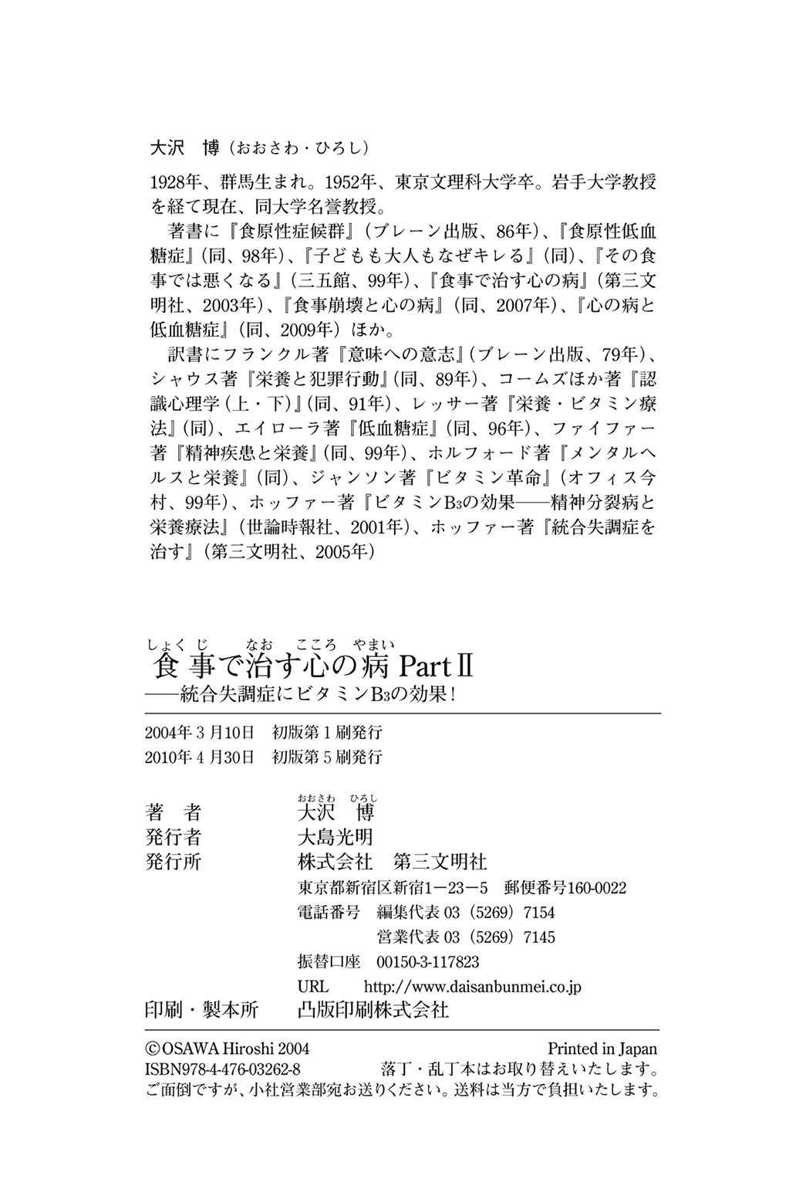 大沢 博（おおさわ・ひろし）
1928年、群馬生まれ。1952年、東京文理科大学卒。岩手大学教授
を経て現在、同大学名誉教授。
著書に『食原性症候群』（ブレーン出版、86年）、『食原性低血
糖症』（同、98年）、『子どもも大人もなぜキレる』（同）、『その食
事では悪くなる』（三五館、99年）、『食事で治す心の病』（第三文
明社、2003年）、『食事崩壊と心の病』（同、2007年）、『心の病と
低血糖症』（同、2009年）ほか。
訳書にフランクル著『意味への意志』（ブレーン出版、79年）、
シャウス著『栄養と犯罪行動』（同、89年）、コームズほか著『認
識心理学（上・下）』（同、91年）、レッサー著『栄養・ビタミン療
法』（同）、エイローラ著『低血糖症』（同、96年）、ファイファー
著『精神疾患と栄養』（同、99年）、ホルフォード著『メンタルヘ
ルスと栄養』（同）、ジャンソン著『ビタミン革命』（オフィス今
村、99年）、ホッファー著『ビタミンB₃の効果――精神分裂病と
栄養療法』（世論時報社、2001年）、ホッファー著『統合失調症を
治す』（第三文明社、2005年）
しょく じ なお こころ やまい
食事で治す心の病 PartⅡ
――統合失調症にビタミンB₃の効果！
2004年3月10日 初版第1刷発行
2010年4月30日 初版第5刷発行
おおさわ ひろし
著 者 大沢 博
発行者 大島光明
発行所 株式会社 第三文明社
東京都新宿区新宿1−23−5 郵便番号160-0022
電話番号 編集代表 03（5269）7154
営業代表 03（5269）7145
振替口座 00150-3-117823
URL http://www.daisanbunmei.co.jp
印刷・製本所 凸版印刷株式会社
©OSAWA Hiroshi 2004 Printed in Japan
ISBN978-4-476-03262-8 落丁・乱丁本はお取り替えいたします。
ご面倒ですが、小社営業部宛お送りください。送料は当方で負担いたします。